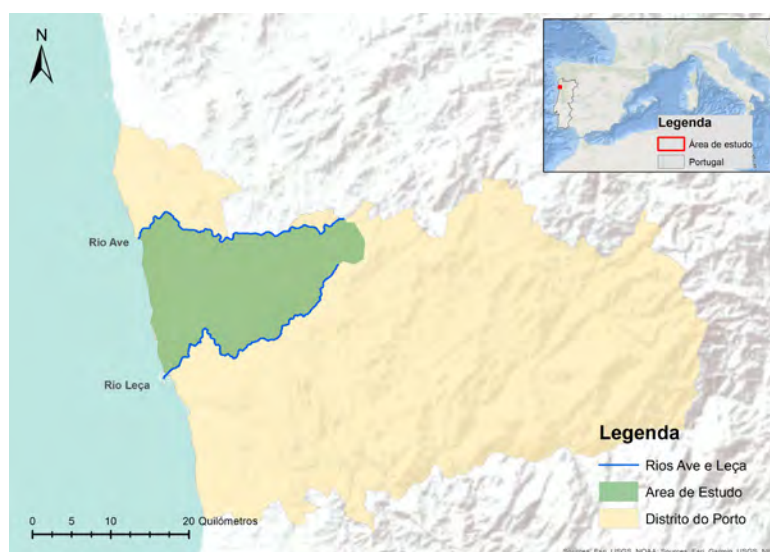 N
Legenda
Área de estudo
Portugal
Rio Ave
Rio Leça
Legenda
Rios Ave e Leça
Área de Estudo
Distrito do Porto
0 5 10 20 Quilómetros